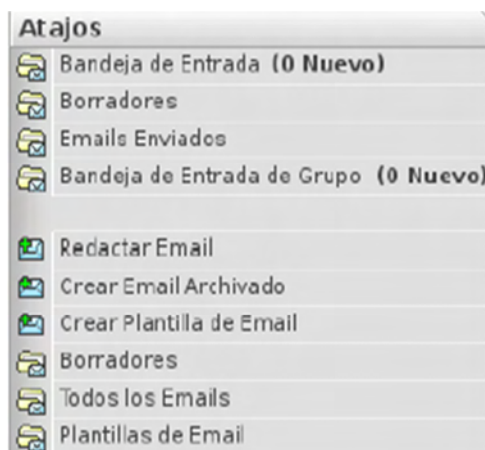 Atajos
Bandeja de Entrada (0 Nuevo)
Borradores
Emails Enviados
Bandeja de Entrada de Grupo (0 Nuevo)
Redactar Email
Crear Email Archivado
Crear Plantilla de Email
Borradores
Todos los Emails
Plantillas de Email